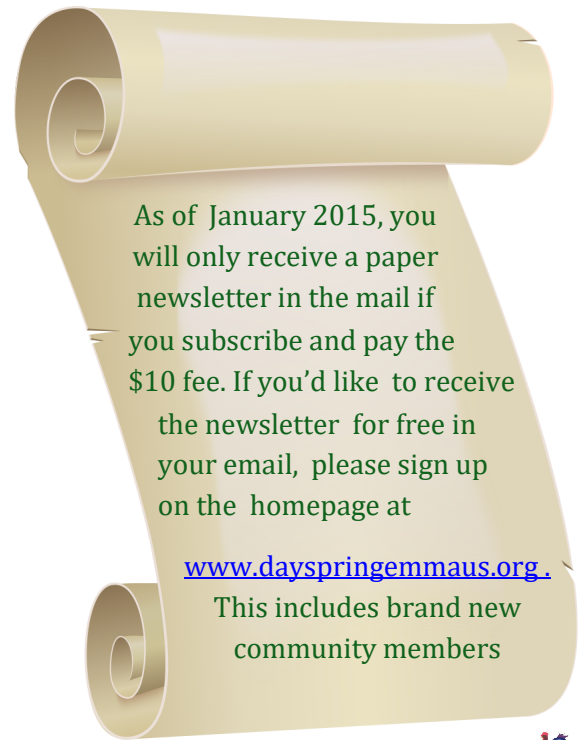 As of January 2015, you
will only receive a paper
newsletter in the mail if
you subscribe and pay the
$10 fee. If you’d like to receive
the newsletter for free in
your email, please sign up
on the homepage at
www.dayspringemmaus.org .
This includes brand new
community members